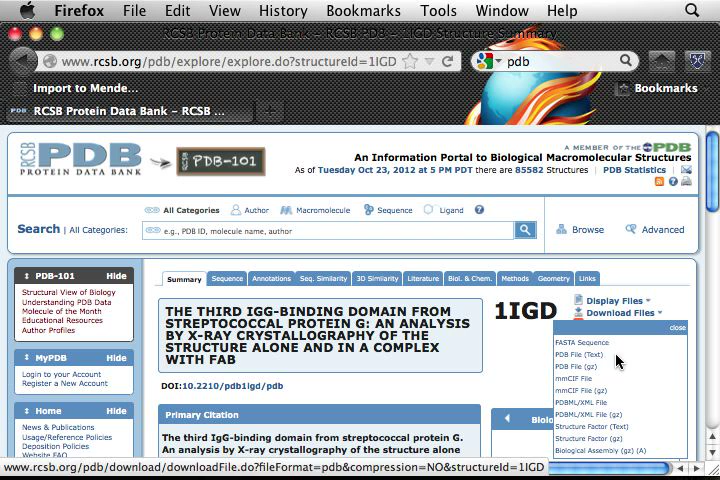 Firefox File Edit View History Bookmarks Tools Window Help
RCSB Protein Data Bank - RCSB PDB - 1IGD Structure Summary
www.rcsb.org/pdb/explore/explore.do?structureId=1IGD
pdb
Import to Mende...
Bookmarks
PDB RCSB Protein Data Bank – RCSB ...
RCSB PDB
PROTEIN DATA BANK
PDB-101
A MEMBER OF THE PDB
An Information Portal to Biological Macromolecular Structures
As of Tuesday Oct 23, 2012 at 5 PM PDT there are 85582 Structures | PDB Statistics |
All Categories Author Macromolecule Sequence Ligand
Search | All Categories: e.g., PDB ID, molecule name, author
Browse Advanced
PDB-101 Hide
Structural View of Biology
Understanding PDB Data
Molecule of the Month
Educational Resources
Author Profiles
MyPDB Hide
Login to your Account
Register a New Account
Home Hide
News & Publications
Usage/Reference Policies
Deposition Policies
Website FAQ
Summary Sequence Annotations Seq. Similarity 3D Similarity Literature Biol. & Chem. Methods Geometry Links
THE THIRD IGG-BINDING DOMAIN FROM
STREPTOCOCCAL PROTEIN G: AN ANALYSIS
BY X-RAY CRYSTALLOGRAPHY OF THE
STRUCTURE ALONE AND IN A COMPLEX
WITH FAB
DOI:10.2210/pdb1igd/pdb
Primary Citation
The third IgG-binding domain from streptococcal protein G.
An analysis by X-ray crystallography of the structure alone
1IGD
Display Files
Download Files
close
FASTA Sequence
PDB File (Text)
PDB File (gz)
mmCIF File
mmCIF File (gz)
PDBML/XML File
PDBML/XML File (gz)
Structure Factor (Text)
Structure Factor (gz)
Biological Assembly (gz) (A)
Biolo
www.rcsb.org/pdb/download/downloadFile.do?fileFormat=pdb&compression=NO&structureId=1IGD